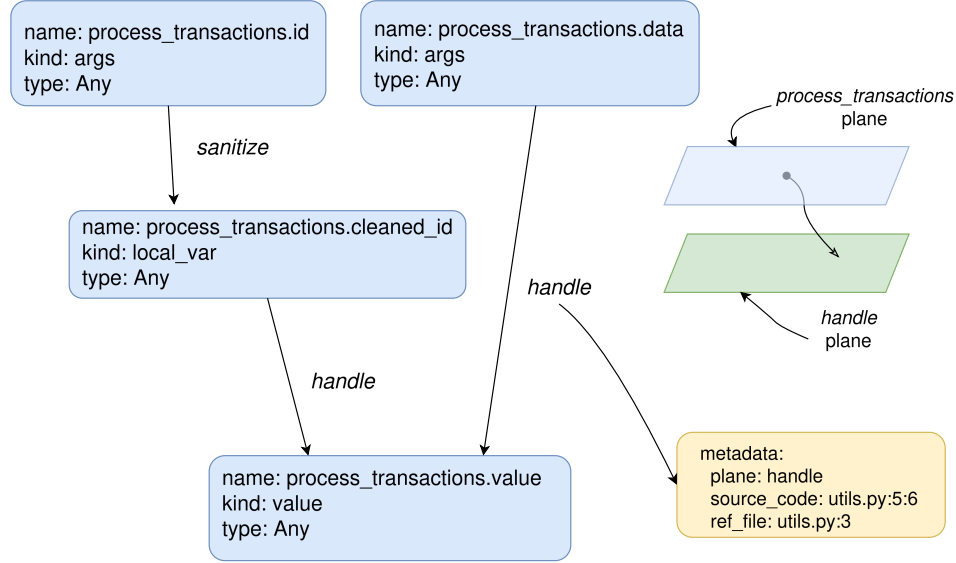 name: process_transactions.id
kind: args
type: Any
name: process_transactions.data
kind: args
type: Any
process_transactions
plane
sanitize
name: process_transactions.cleaned_id
kind: local_var
type: Any
handle
handle
plane
handle
name: process_transactions.value
kind: value
type: Any
metadata:
plane: handle
source_code: utils.py:5:6
ref_file: utils.py:3